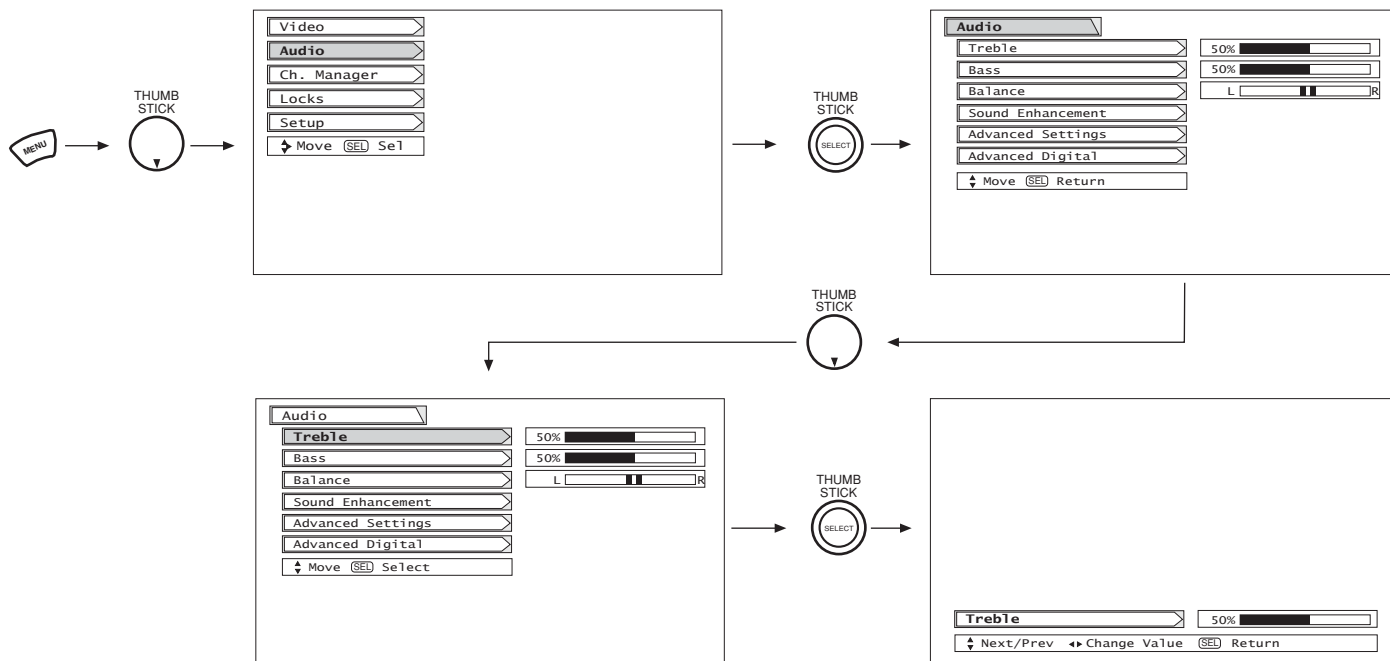 MENU
THUMB
STICK
Video
Audio
Ch. Manager
Locks
Setup
Move SEL Sel
THUMB
STICK
SELECT
Audio
Treble 50%
Bass 50%
Balance L R
Sound Enhancement
Advanced Settings
Advanced Digital
Move SEL Return
THUMB
STICK
Audio
Treble 50%
Bass 50%
Balance L R
Sound Enhancement
Advanced Settings
Advanced Digital
Move SEL Select
THUMB
STICK
SELECT
Treble 50%
Next/Prev Change Value SEL Return